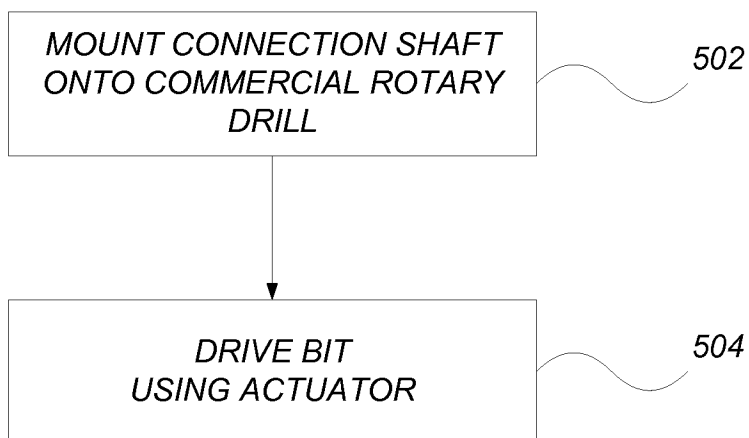 MOUNT CONNECTION SHAFT
ONTO COMMERCIAL ROTARY
DRILL
502
DRIVE BIT
USING ACTUATOR
504